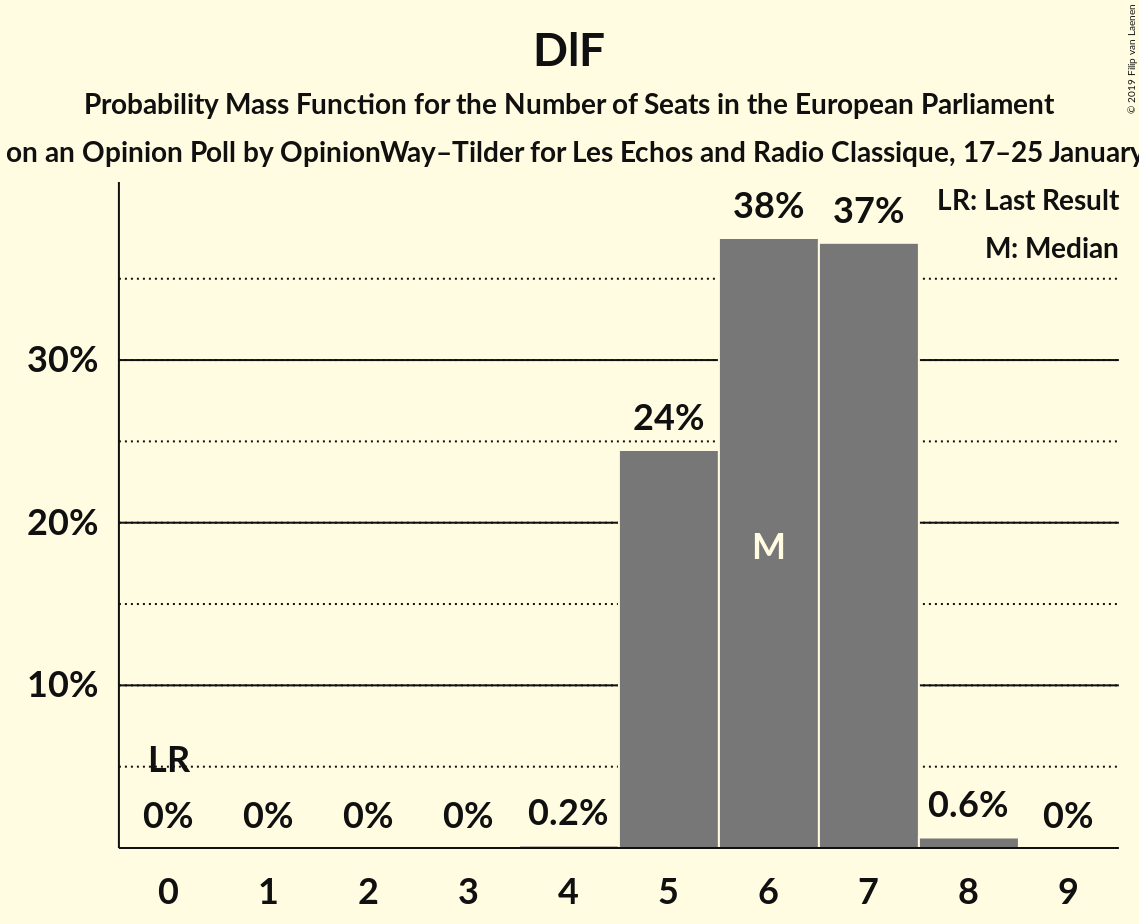 DlF
Probability Mass Function for the Number of Seats in the European Parliament
on an Opinion Poll by OpinionWay–Tilder for Les Echos and Radio Classique, 17–25 January
© 2019 Filip van Laenen
LR: Last Result
M: Median
38%
37%
30%
24%
20%
M
10%
LR
0%
0%
0%
0%
0.2%
0.6%
0%
0
1
2
3
4
5
6
7
8
9